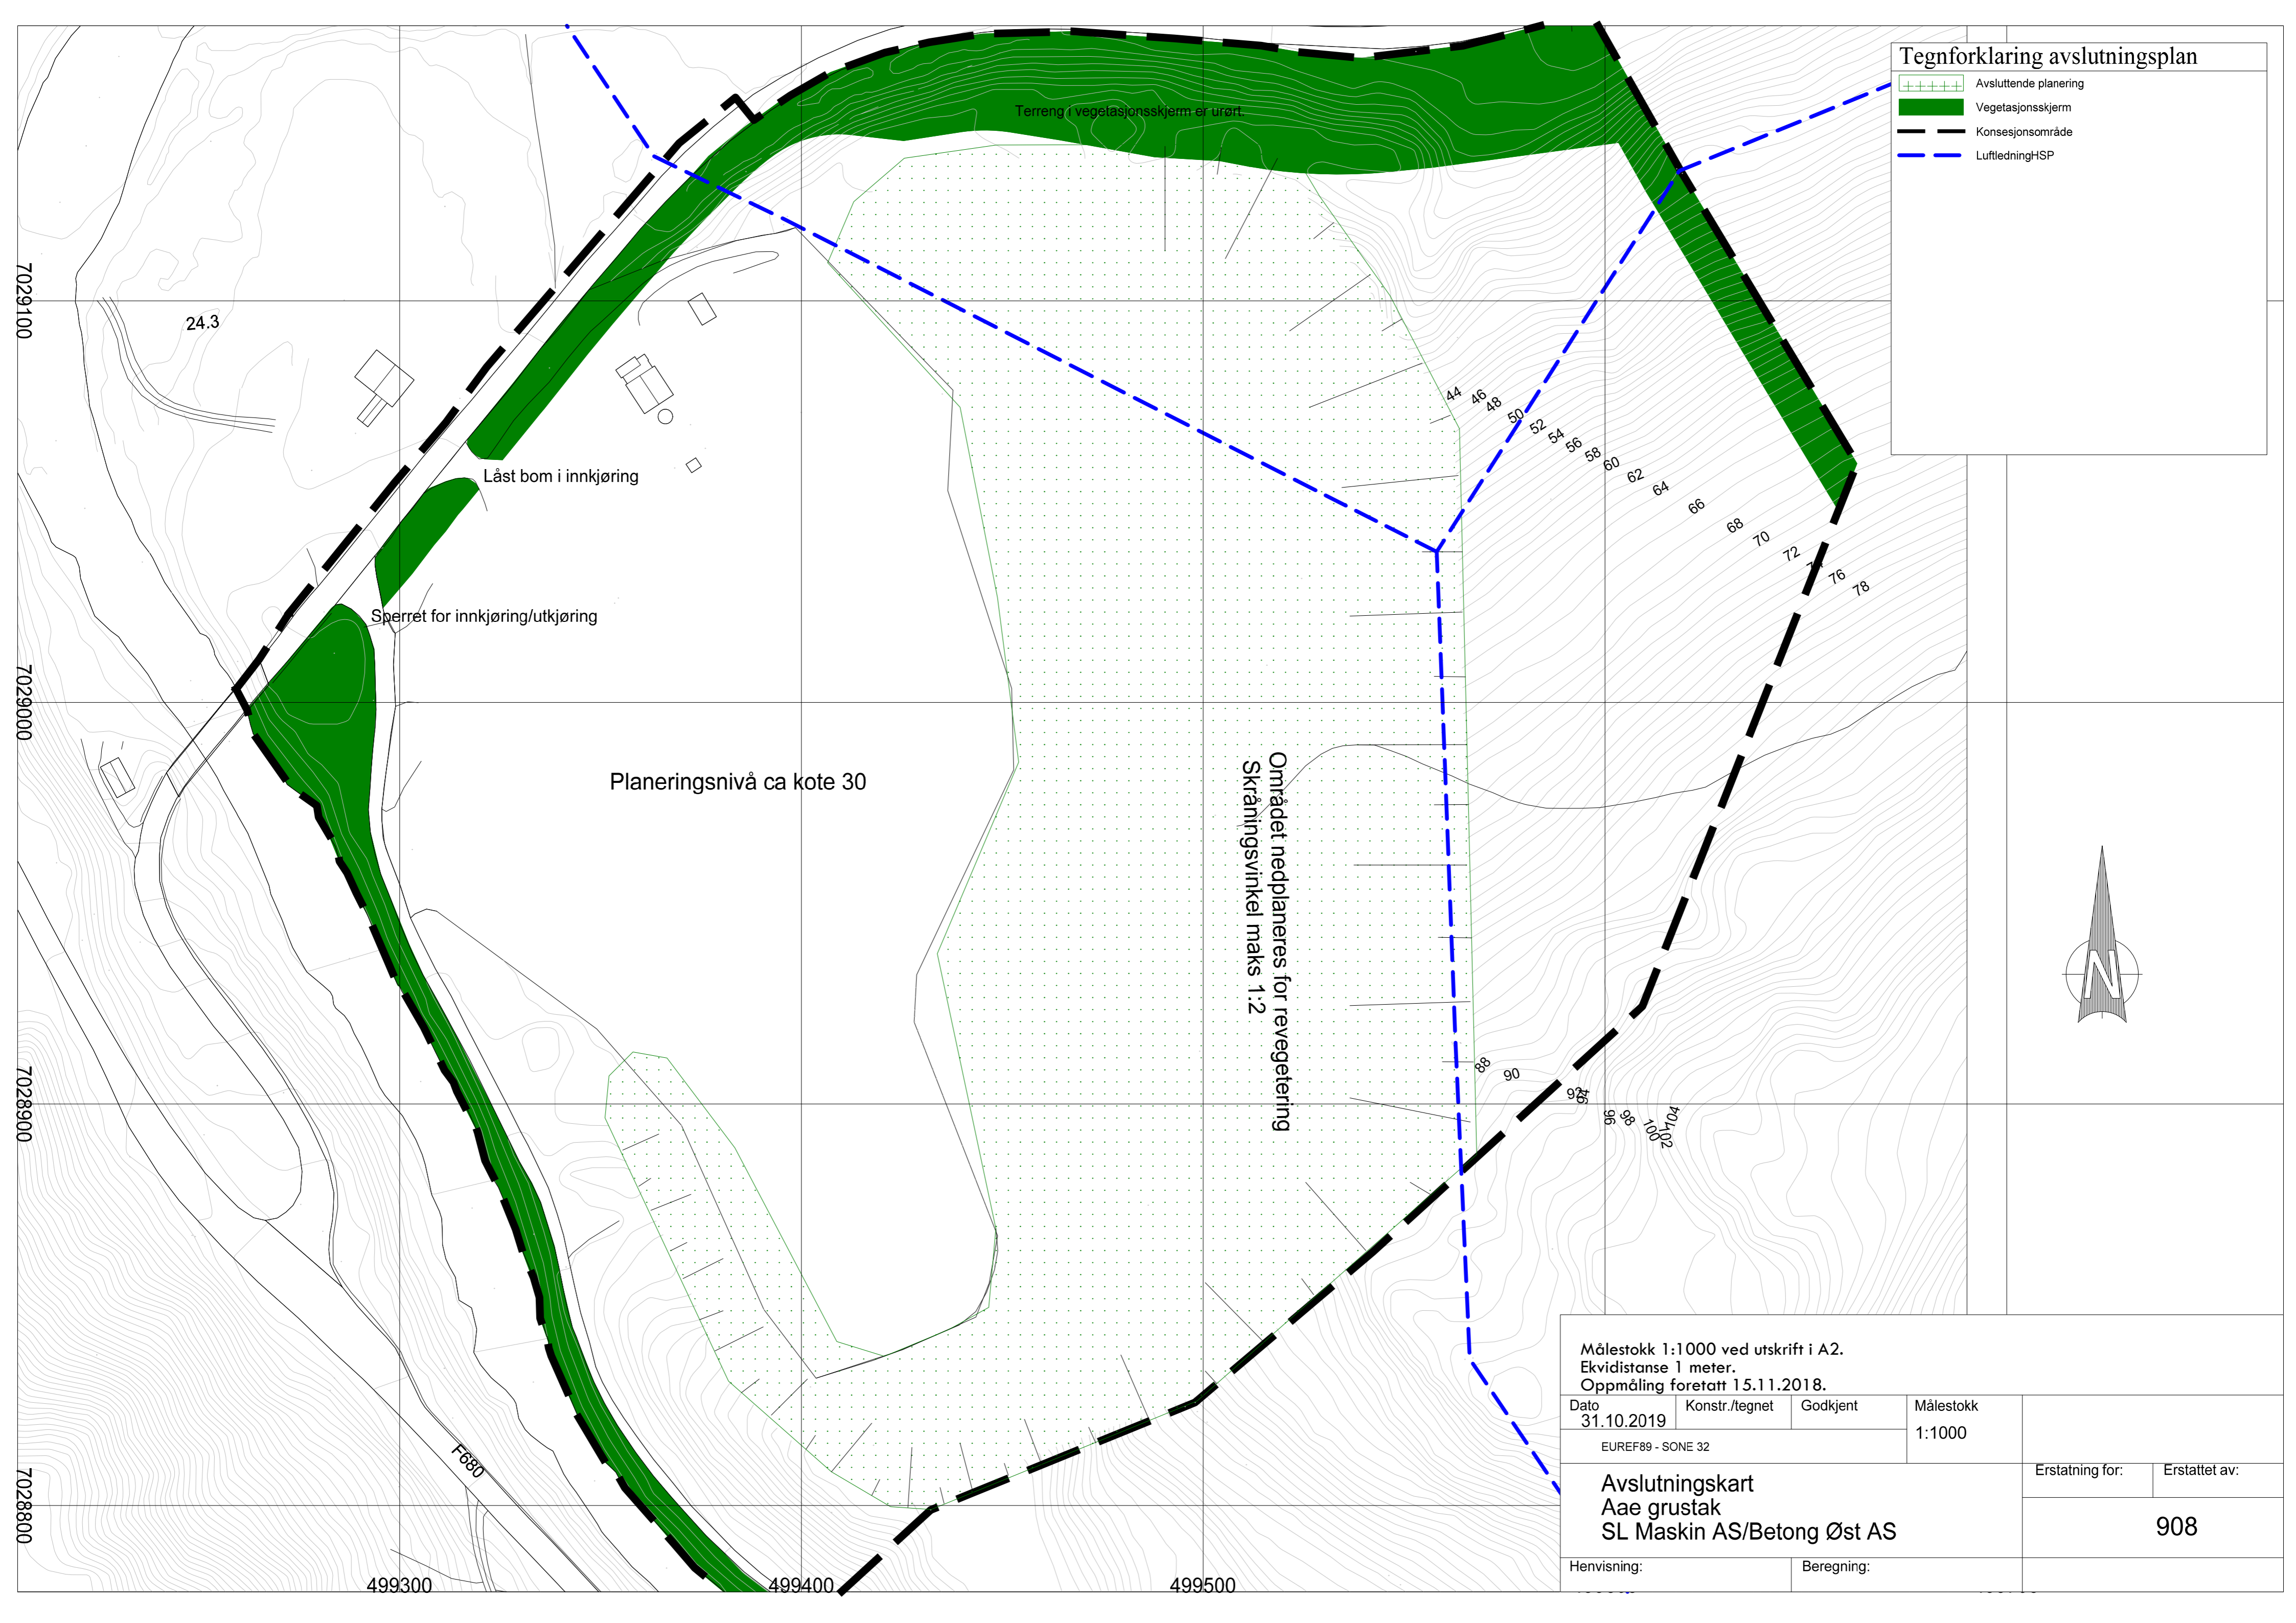 Tegnforklaring avslutningsplan
Avsluttende planering
Vegetasjonsskjerm
Konsesjonsområde
LuftledningHSP
Terreng i vegetasjonsskjerm er urørt.
7029100
24.3
Låst bom i innkjøring
44
46
48
50
52
54
56
58
60
62
64
66
68
70
72
76
78
Sperret for innkjøring/utkjøring
7029000
Planeringsnivå ca kote 30
Området nedplaneres for revegetering
Skråningsvinkel maks 1:2
N
88
90
92
94
96
98
100
102
104
7028900
F680
7028800
499300
499400
499500
Målestokk 1:1000 ved utskrift i A2.
Ekvidistanse 1 meter.
Oppmåling foretatt 15.11.2018.
Dato
31.10.2019
Konstr./tegnet
Godkjent
Målestokk
1:1000
EUREF89 - SONE 32
Avslutningskart
Aae grustak
SL Maskin AS/Betong Øst AS
Erstatning for:
Erstattet av:
908
Henvisning:
Beregning: